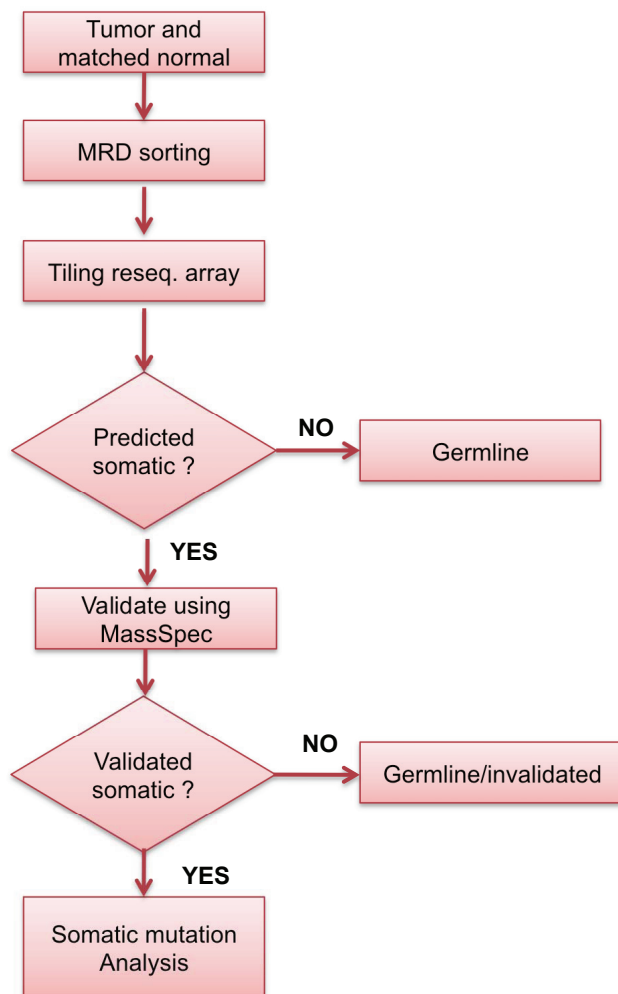 Tumor and
matched normal
MRD sorting
Tiling reseq. array
Predicted
somatic ?
NO
Germline
YES
Validate using
MassSpec
Validated
somatic ?
NO
Germline/invalidated
YES
Somatic mutation
Analysis